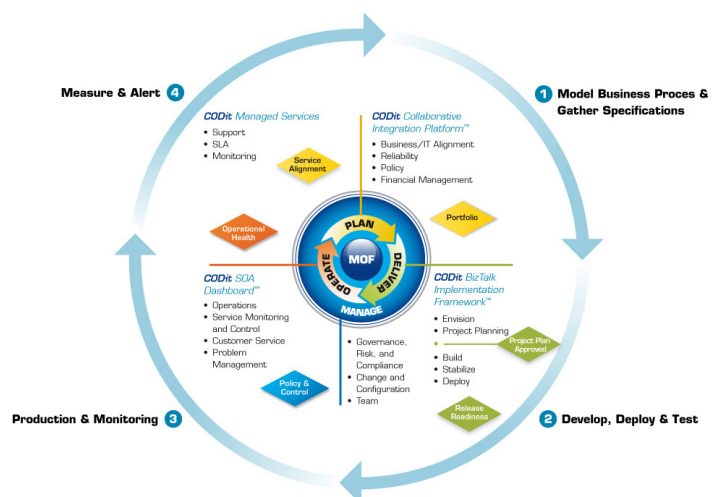 Measure & Alert 4
1 Model Business Proces &
Gather Specifications
CODit Managed Services
• Support
• SLA
• Monitoring
Service
Alignment
CODit Collaborative
Integration Platform™
• Business/IT Alignment
• Reliability
• Policy
• Financial Management
Operational
Health
Portfolio
PLAN
DELIVER
OPERATE
MOF
MANAGE
CODit SOA
Dashboard™
• Operations
• Service Monitoring
and Control
• Customer Service
• Problem
Management
Policy &
Control
• Governance,
Risk, and
Compliance
• Change and
Configuration
• Team
CODit BizTalk
Implementation
Framework™
• Envision
• Project Planning
Project Plan
Approved
• Build
• Stabilize
• Deploy
Release
Readiness
Production & Monitoring 3
2 Develop, Deploy & Test